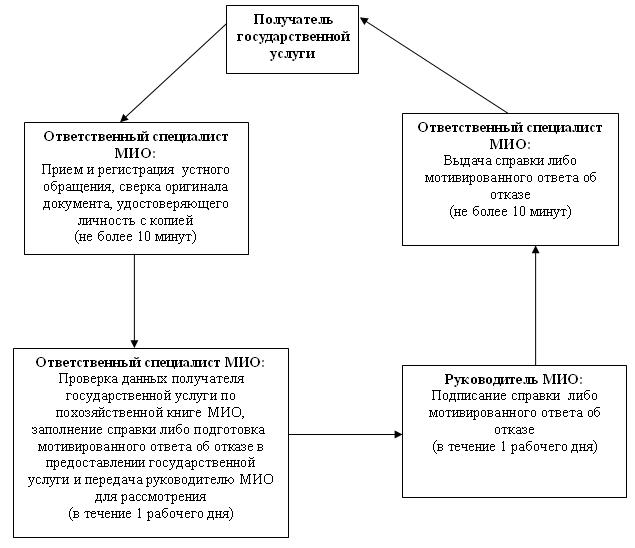 Получатель
государственной
услуги
Ответственный специалист
МИО:
Прием и регистрация устного
обращения, сверка оригинала
документа, удостоверяющего
личность с копией
(не более 10 минут)
Ответственный специалист
МИО:
Выдача справки либо
мотивированного ответа об
отказе
(не более 10 минут)
Ответственный специалист МИО:
Проверка данных получателя
государственной услуги по
похозяйственной книге МИО,
заполнение справки либо подготовка
мотивированного ответа об отказе в
предоставлении государственной
услуги и передача руководителю МИО
для рассмотрения
(в течение 1 рабочего дня)
Руководитель МИО:
Подписание справки либо
мотивированного ответа об
отказе
(в течение 1 рабочего дня)